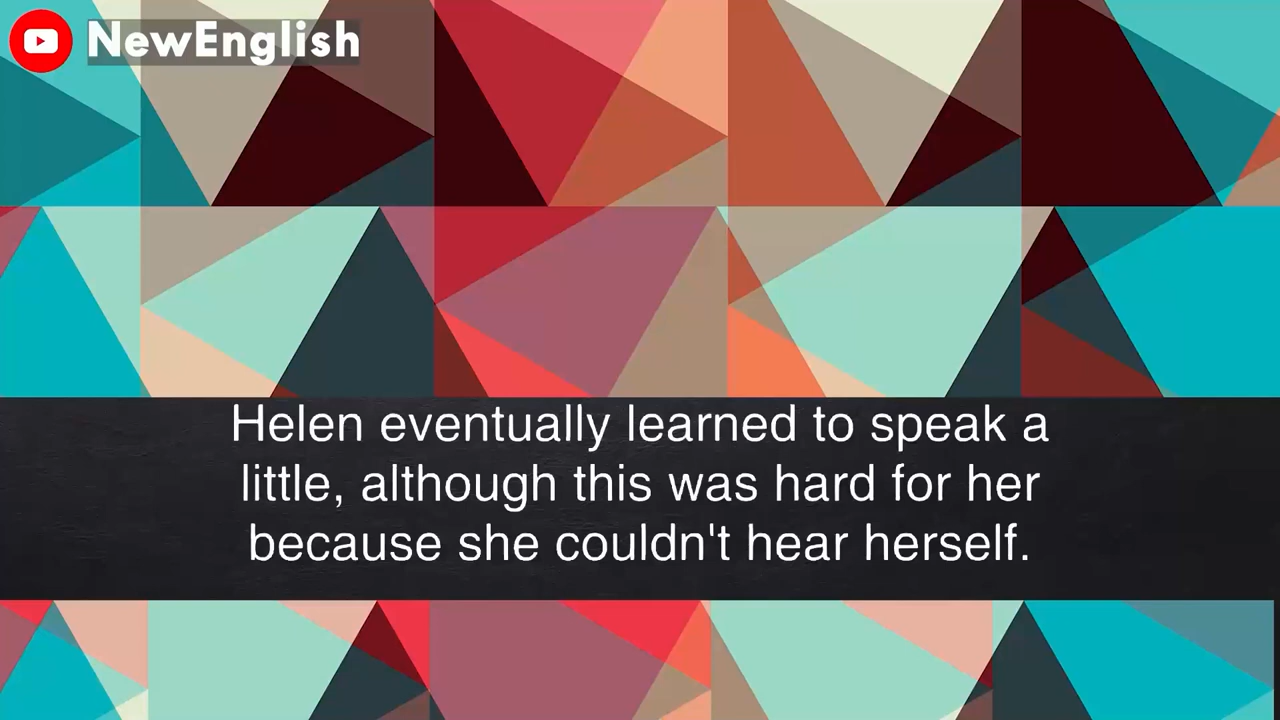 NewEnglish
Helen eventually learned to speak a
little, although this was hard for her
because she couldn't hear herself.